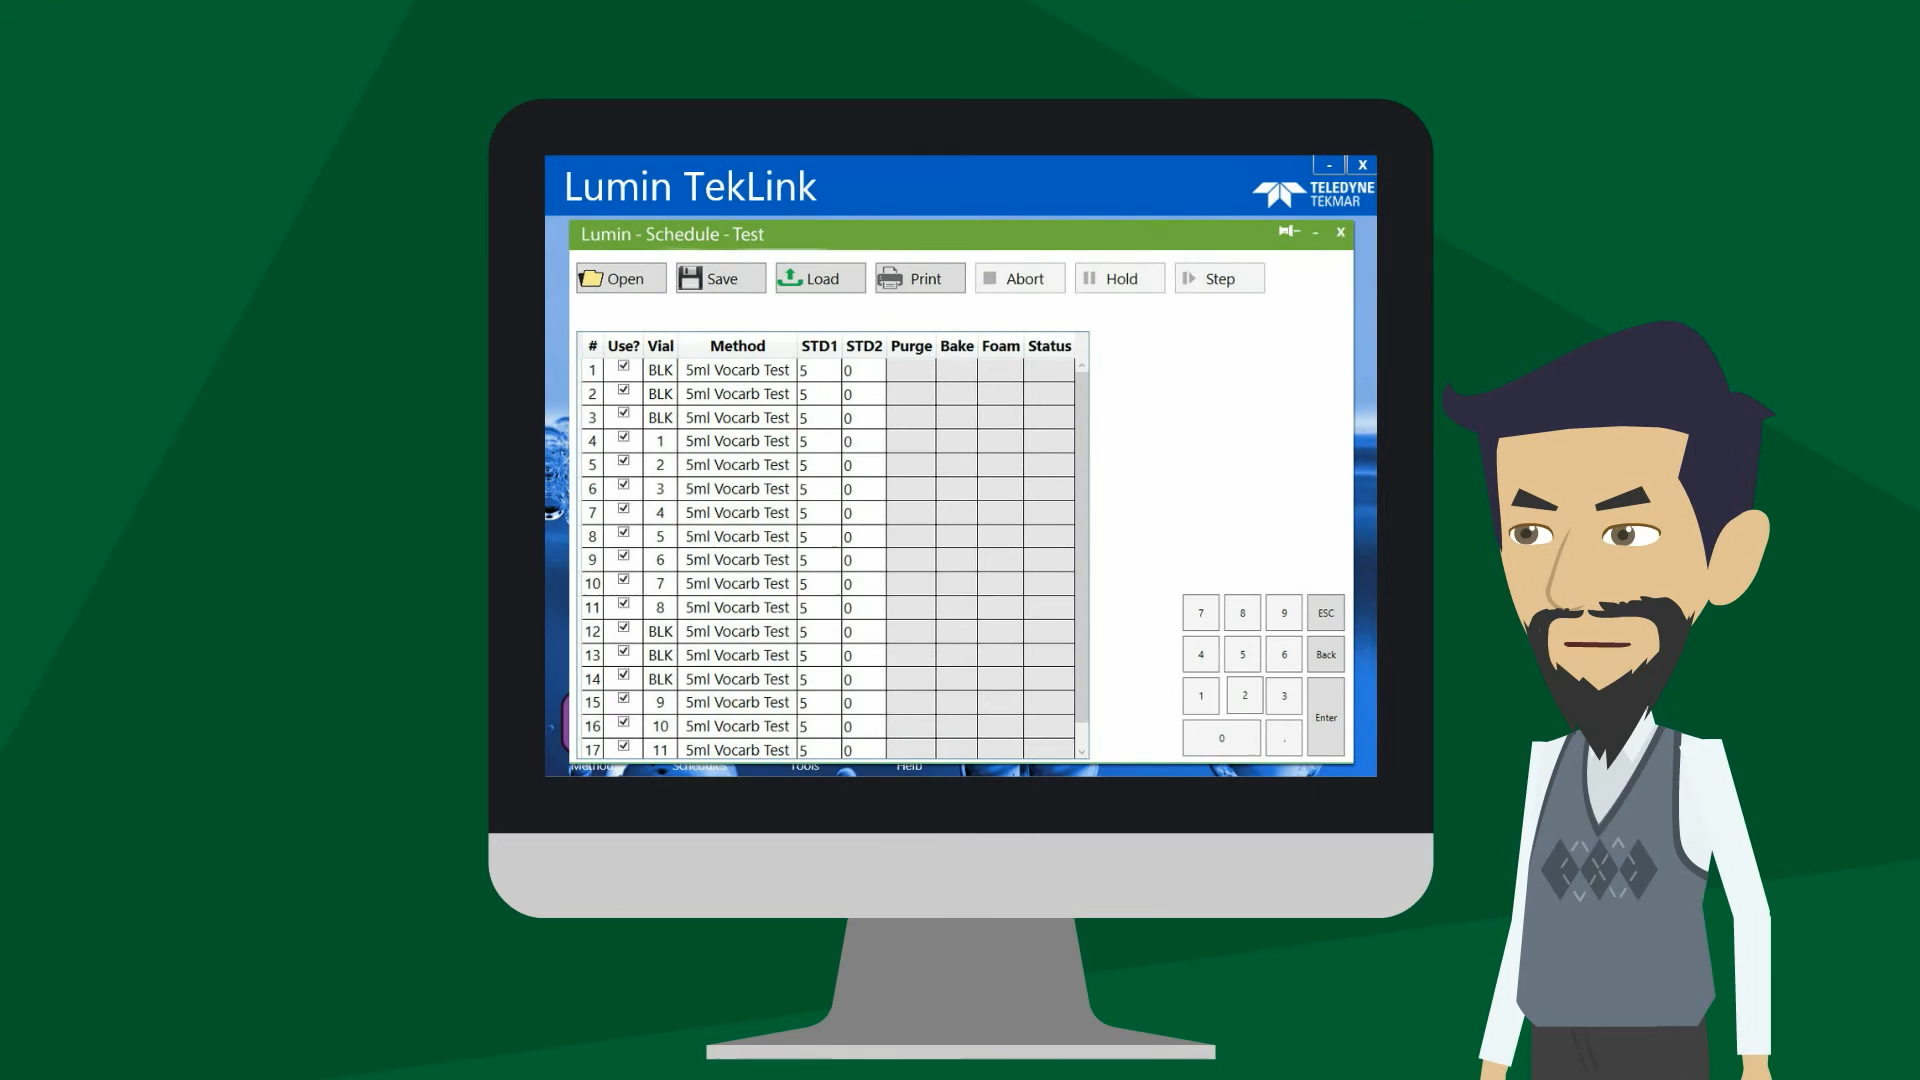 Lumin TekLink
- X
TELEDYNE
TEKMAR
Lumin - Schedule - Test
- X
Open Save Load Print Abort Hold Step
# Use? Vial Method STD1 STD2 Purge Bake Foam Status
1 BLK 5ml Vocarb Test 5 0
2 BLK 5ml Vocarb Test 5 0
3 BLK 5ml Vocarb Test 5 0
4 1 5ml Vocarb Test 5 0
5 2 5ml Vocarb Test 5 0
6 3 5ml Vocarb Test 5 0
7 4 5ml Vocarb Test 5 0
8 5 5ml Vocarb Test 5 0
9 6 5ml Vocarb Test 5 0
10 7 5ml Vocarb Test 5 0
11 8 5ml Vocarb Test 5 0
12 BLK 5ml Vocarb Test 5 0
13 BLK 5ml Vocarb Test 5 0
14 BLK 5ml Vocarb Test 5 0
15 9 5ml Vocarb Test 5 0
16 10 5ml Vocarb Test 5 0
17 11 5ml Vocarb Test 5 0
7 8 9 ESC
4 5 6 Back
1 2 3
Enter
0 .
Method Schedules Tools Help